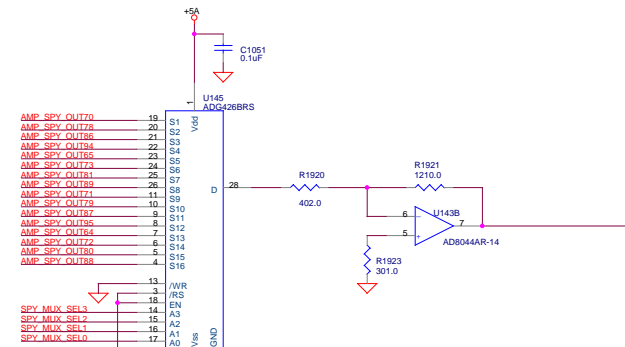 +5A
C1051
0.1uF
U145
ADG426BRS
1
Vdd
AMP_SPY_OUT70 19 S1
AMP_SPY_OUT78 20 S2
AMP_SPY_OUT86 21 S3
AMP_SPY_OUT94 22 S4
AMP_SPY_OUT65 23 S5
AMP_SPY_OUT73 24 S6
AMP_SPY_OUT81 25 S7
AMP_SPY_OUT89 26 S8
AMP_SPY_OUT71 11 S9
AMP_SPY_OUT79 10 S10
AMP_SPY_OUT87 9 S11
AMP_SPY_OUT95 8 S12
AMP_SPY_OUT64 7 S13
AMP_SPY_OUT72 6 S14
AMP_SPY_OUT80 5 S15
AMP_SPY_OUT88 4 S16
D 28
R1920
402.0
R1921
1210.0
U143B
6
7
5
AD8044AR-14
R1923
301.0
13 /WR
3 /RS
18 EN
SPY_MUX_SEL3 14 A3
SPY_MUX_SEL2 15 A2
SPY_MUX_SEL1 16 A1
SPY_MUX_SEL0 17 A0
Vss
GND